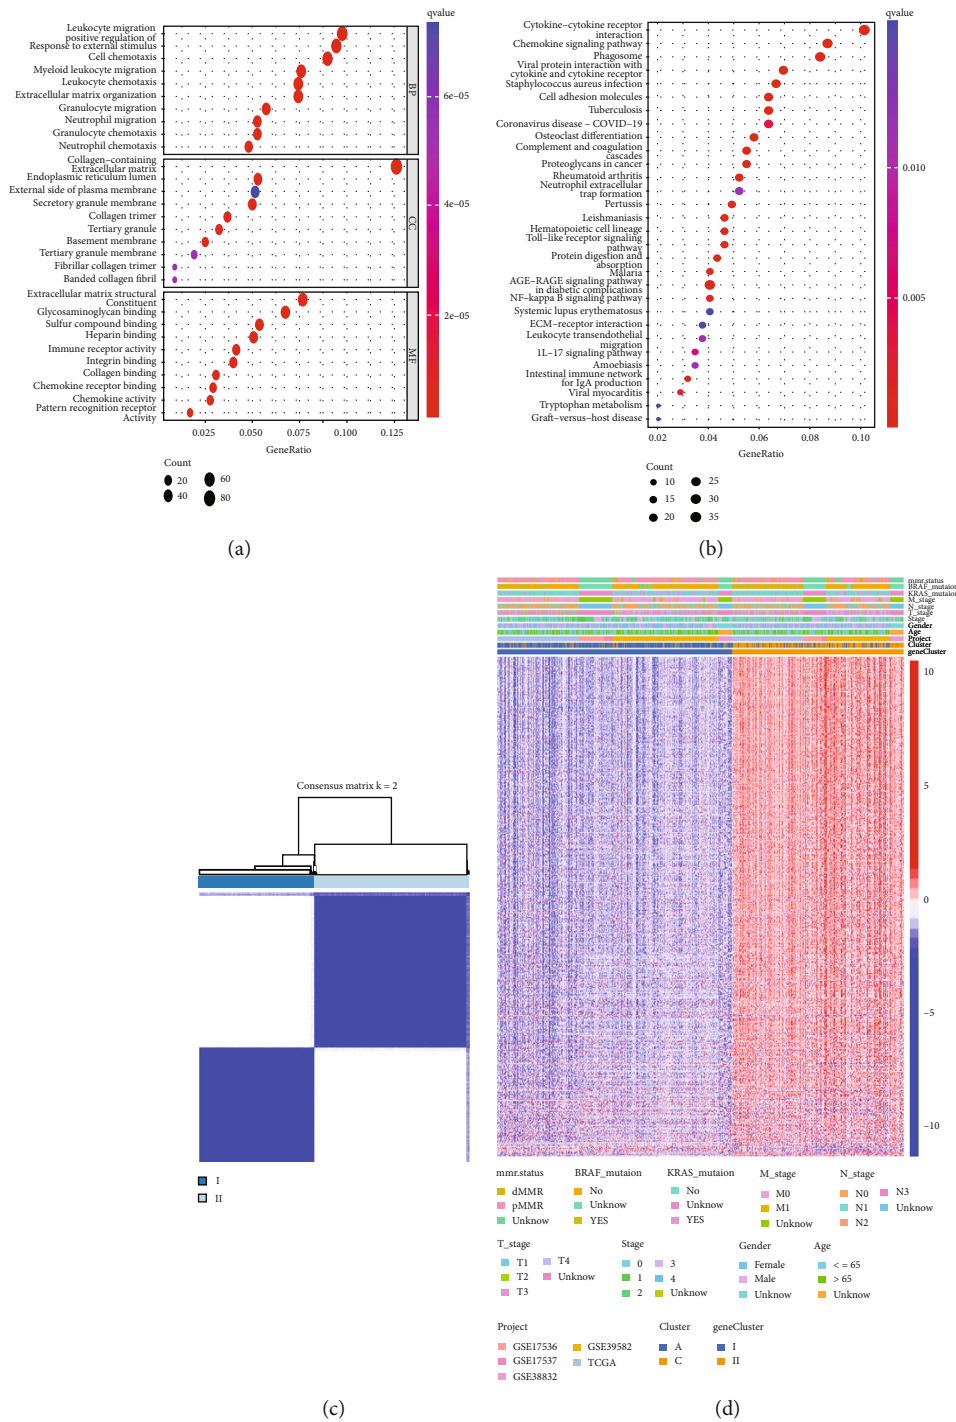 qvalue
Leukocyte migration
positive regulation of
Response to external stimulus
Cell chemotaxis
Myeloid leukocyte migration
Leukocyte chemotaxis
Extracellular matrix organization
Granulocyte migration
Neutrophil migration
Granulocyte chemotaxis
Neutrophil chemotaxis
BP
Collagen-containing
Extracellular matrix
Endoplasmic reticulum lumen
External side of plasma membrane
Secretory granule membrane
Collagen trimer
Tertiary granule
Basement membrane
Tertiary granule membrane
Fibrillar collagen trimer
Banded collagen fibril
CC
Extracellular matrix structural
Constituent
Glycosaminoglycan binding
Sulfur compound binding
Heparin binding
Immune receptor activity
Integrin binding
Collagen binding
Chemokine receptor binding
Chemokine activity
Pattern recognition receptor
Activity
MF
6e-05
4e-05
2e-05
0.025 0.050 0.075 0.100 0.125
GeneRatio
Count
20 60
40 80
(a)
qvalue
Cytokine-cytokine receptor
interaction
Chemokine signaling pathway
Phagosome
Viral protein interaction with
cytokine and cytokine receptor
Staphylococcus aureus infection
Cell adhesion molecules
Tuberculosis
Coronavirus disease – COVID-19
Osteoclast differentiation
Complement and coagulation
cascades
Proteoglycans in cancer
Rheumatoid arthritis
Neutrophil extracellular
trap formation
Pertussis
Leishmaniasis
Hematopoietic cell lineage
Toll-like receptor signaling
pathway
Protein digestion and
absorption
Malaria
AGE-RAGE signaling pathway
in diabetic complications
NF-kappa B signaling pathway
Systemic lupus erythematosus
ECM-receptor interaction
Leukocyte transendothelial
migration
1L-17 signaling pathway
Amoebiasis
Intestinal immune network
for IgA production
Viral myocarditis
Tryptophan metabolism
Graft-versus-host disease
0.010
0.005
0.02 0.04 0.06 0.08 0.10
GeneRatio
Count
10 25
15 30
20 35
(b)
Consensus matrix k = 2
I
II
(c)
mmr.status
BRAF_mutaion
KRAS_mutaion
M_stage
N_stage
T_stage
Stage
Gender
Age
Project
Cluster
geneCluster
10
5
0
-5
-10
mmr.status BRAF_mutaion KRAS_mutaion M_stage N_stage
dMMR No No M0 N0 N3
pMMR Unknow Unknow M1 N1 Unknow
Unknow YES YES Unknow N2
T_stage Stage Gender Age
T1 T4 0 3 Female < = 65
T2 Unknow 1 4 Male > 65
T3 2 Unknow Unknow Unknow
Project Cluster geneCluster
GSE17536 GSE39582 A I
GSE17537 TCGA C II
GSE38832
(d)